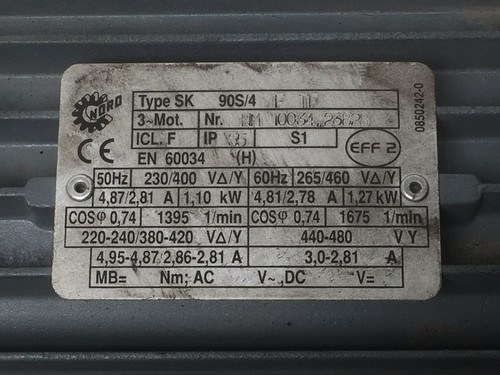 NORD
Type SK 90S/4 F TF
3~Mot. Nr.
ICL. F IP S1
EN 60034 (H)
CE
EFF 2
50Hz 230/400 VΔ/Y 60Hz 265/460 VΔ/Y
4,87/2,81 A 1,10 kW 4,81/2,78 A 1,27 kW
COSφ 0,74 1395 1/min COSφ 0,74 1675 1/min
220-240/380-420 VΔ/Y 440-480 V Y
4,95-4,87/2,86-2,81 A 3,0-2,81 A
MB= Nm; AC V~, DC V=
0850242-0